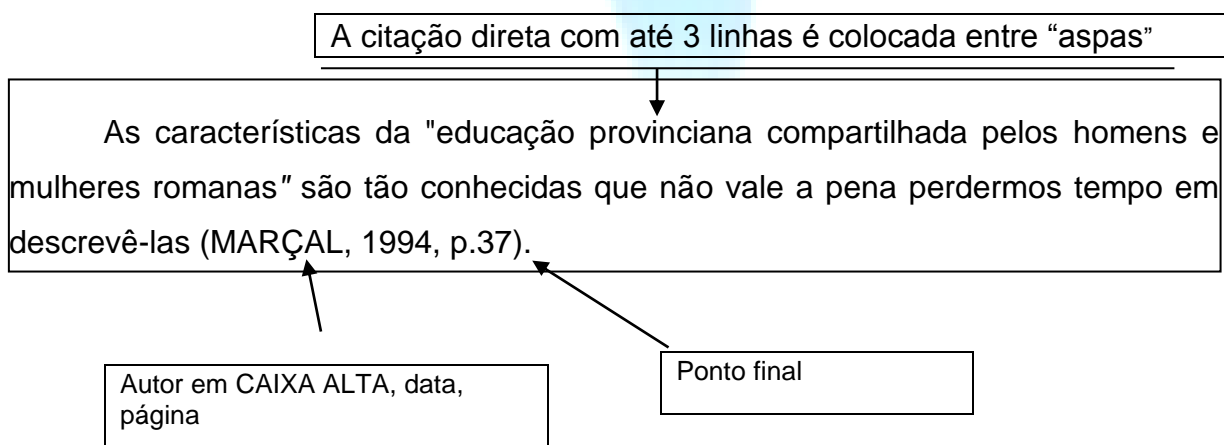 A citação direta com até 3 linhas é colocada entre “aspas”
As características da "educação provinciana compartilhada pelos homens e
mulheres romanas" são tão conhecidas que não vale a pena perdermos tempo em
descrevê-las (MARÇAL, 1994, p.37).
Autor em CAIXA ALTA, data,
página
Ponto final